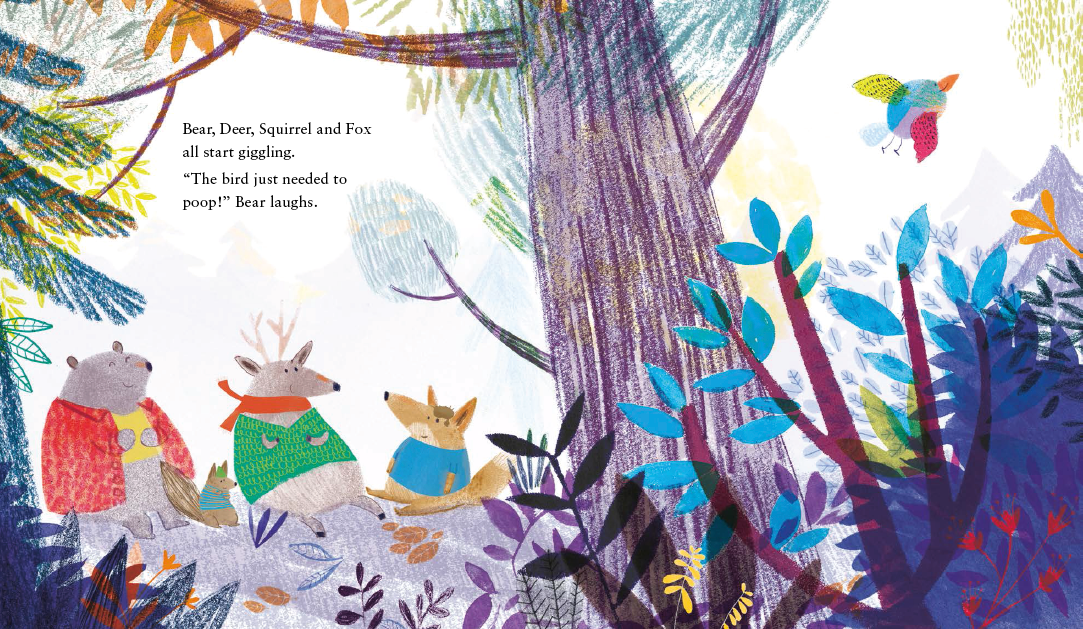 Bear, Deer, Squirrel and Fox
all start giggling.
“The bird just needed to
poop!” Bear laughs.